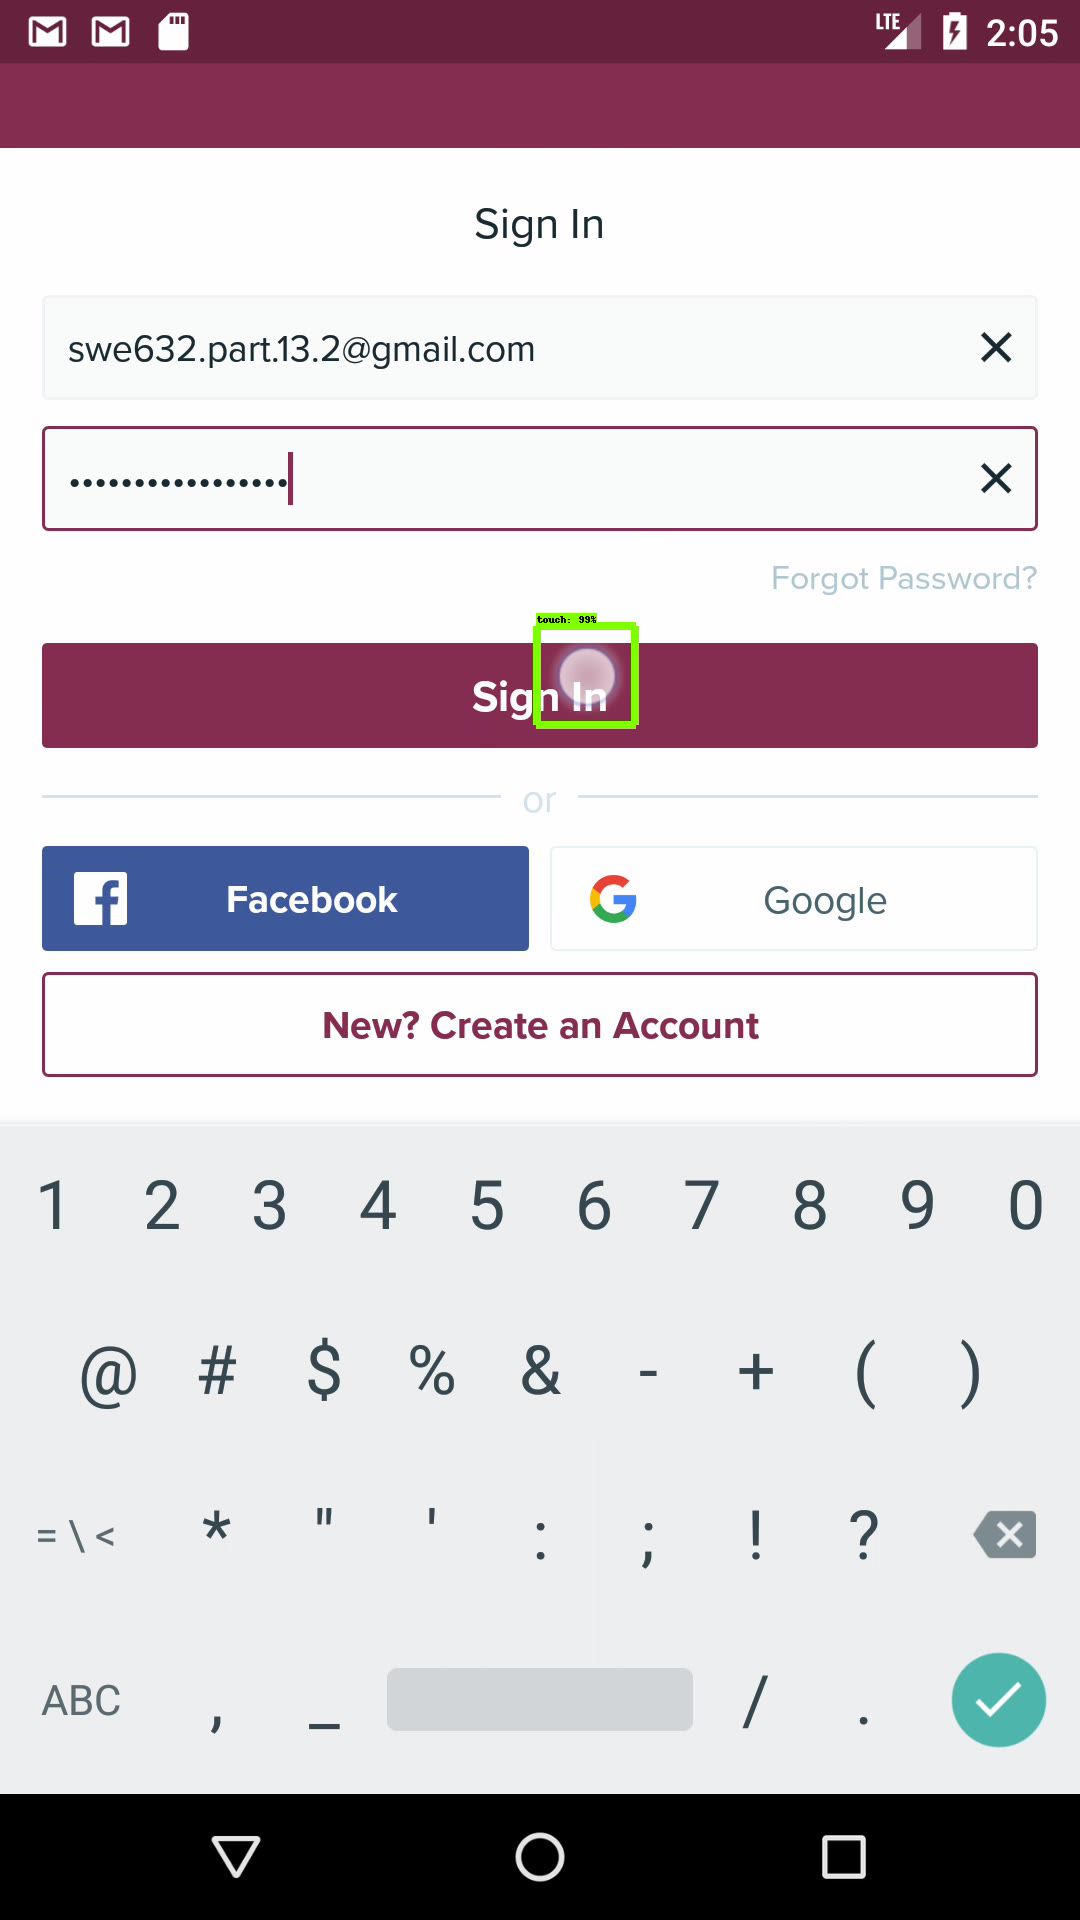 LTE 2:05
Sign In
swe632.part.13.2@gmail.com
•••••••••••••••••
Forgot Password?
touch: 99%
Sign In
or
Facebook Google
New? Create an Account
1 2 3 4 5 6 7 8 9 0
@ # $ % & - + ( )
= \ < * " ' : ; ! ?
ABC , _ / .